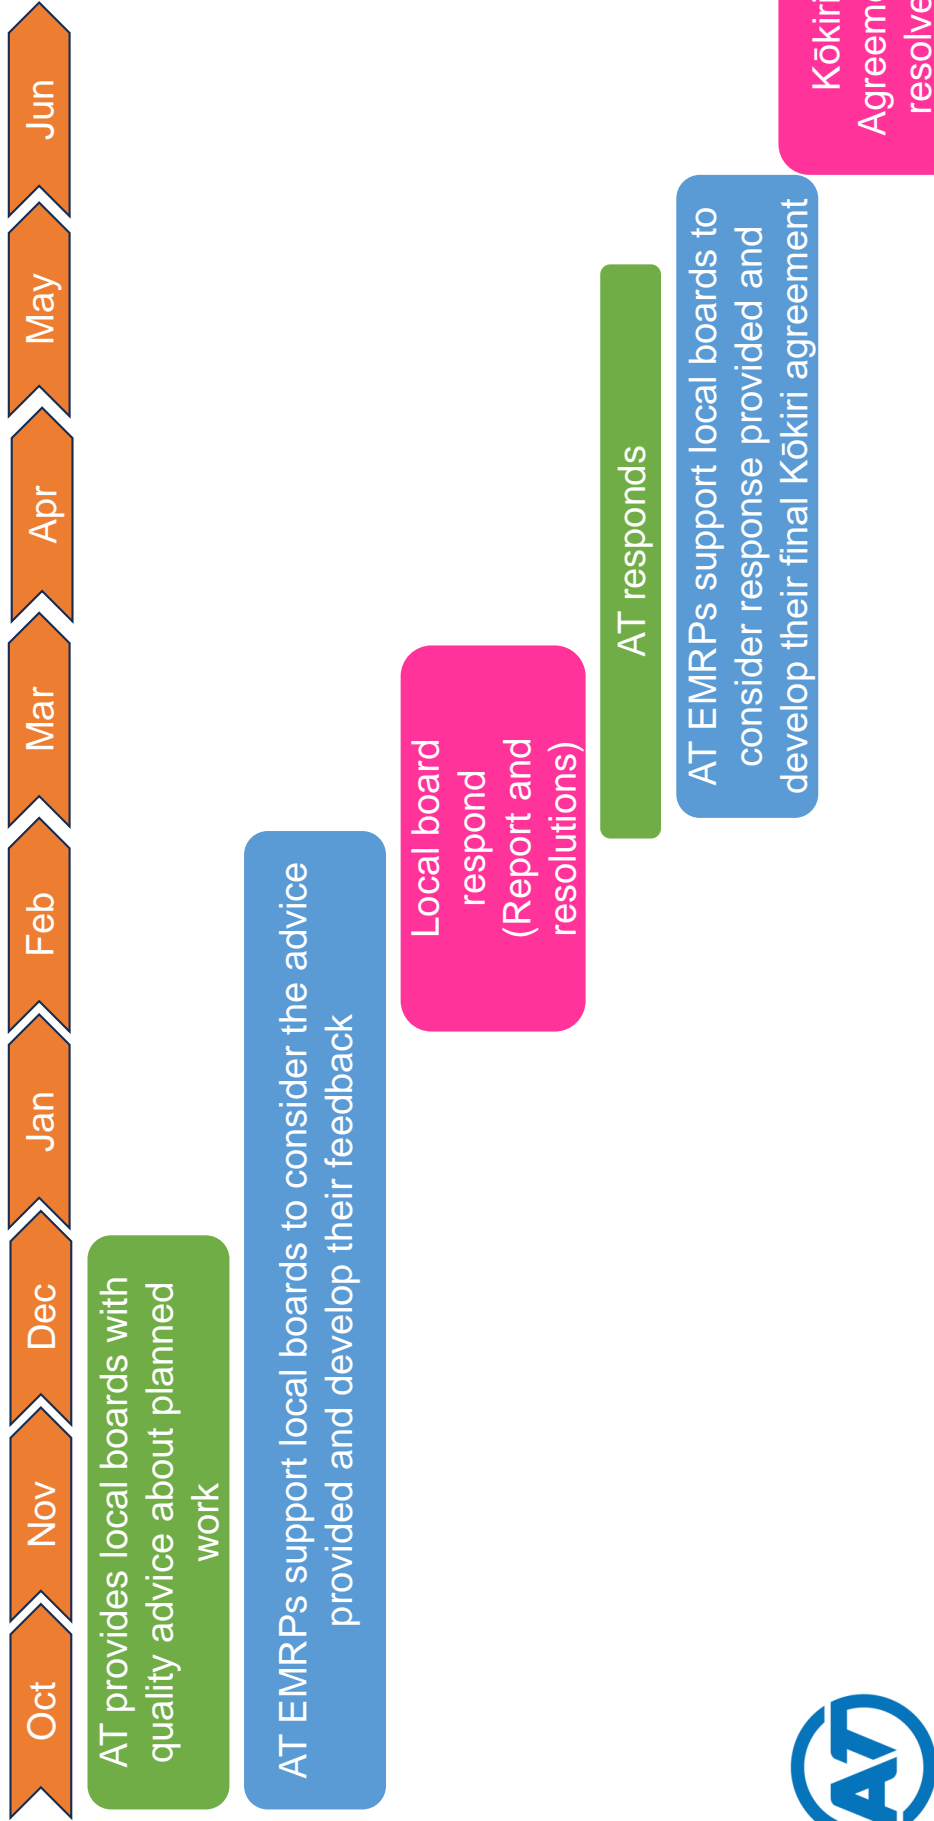 Oct
Nov
Dec
Jan
Feb
Mar
Apr
May
Jun
AT provides local boards with
quality advice about planned
work
AT EMRPs support local boards to consider the advice
provided and develop their feedback
Local board
respond
(Report and
resolutions)
AT responds
AT EMRPs support local boards to
consider response provided and
develop their final Kōkiri agreement
Kōkiri
AT